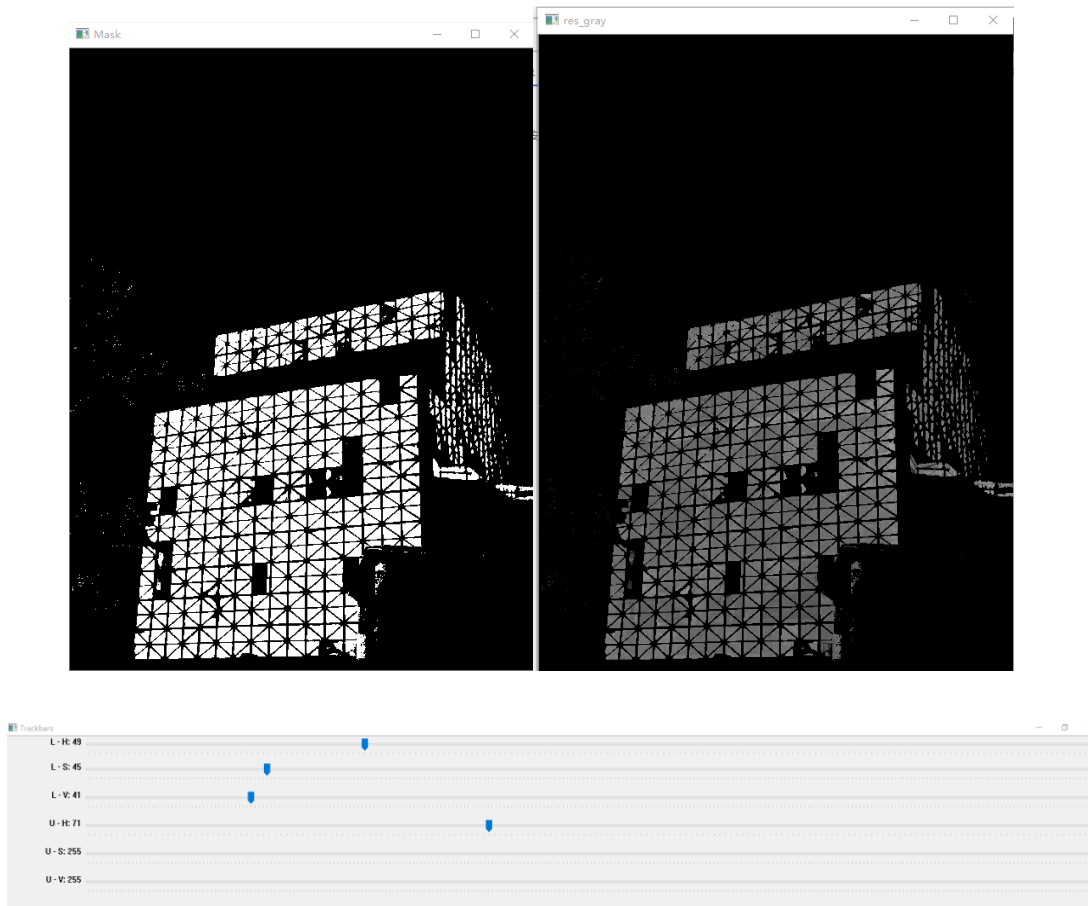 Mask
res_gray
Trackbars
L - H: 49
L - S: 45
L - V: 41
U - H: 71
U - S: 255
U - V: 255